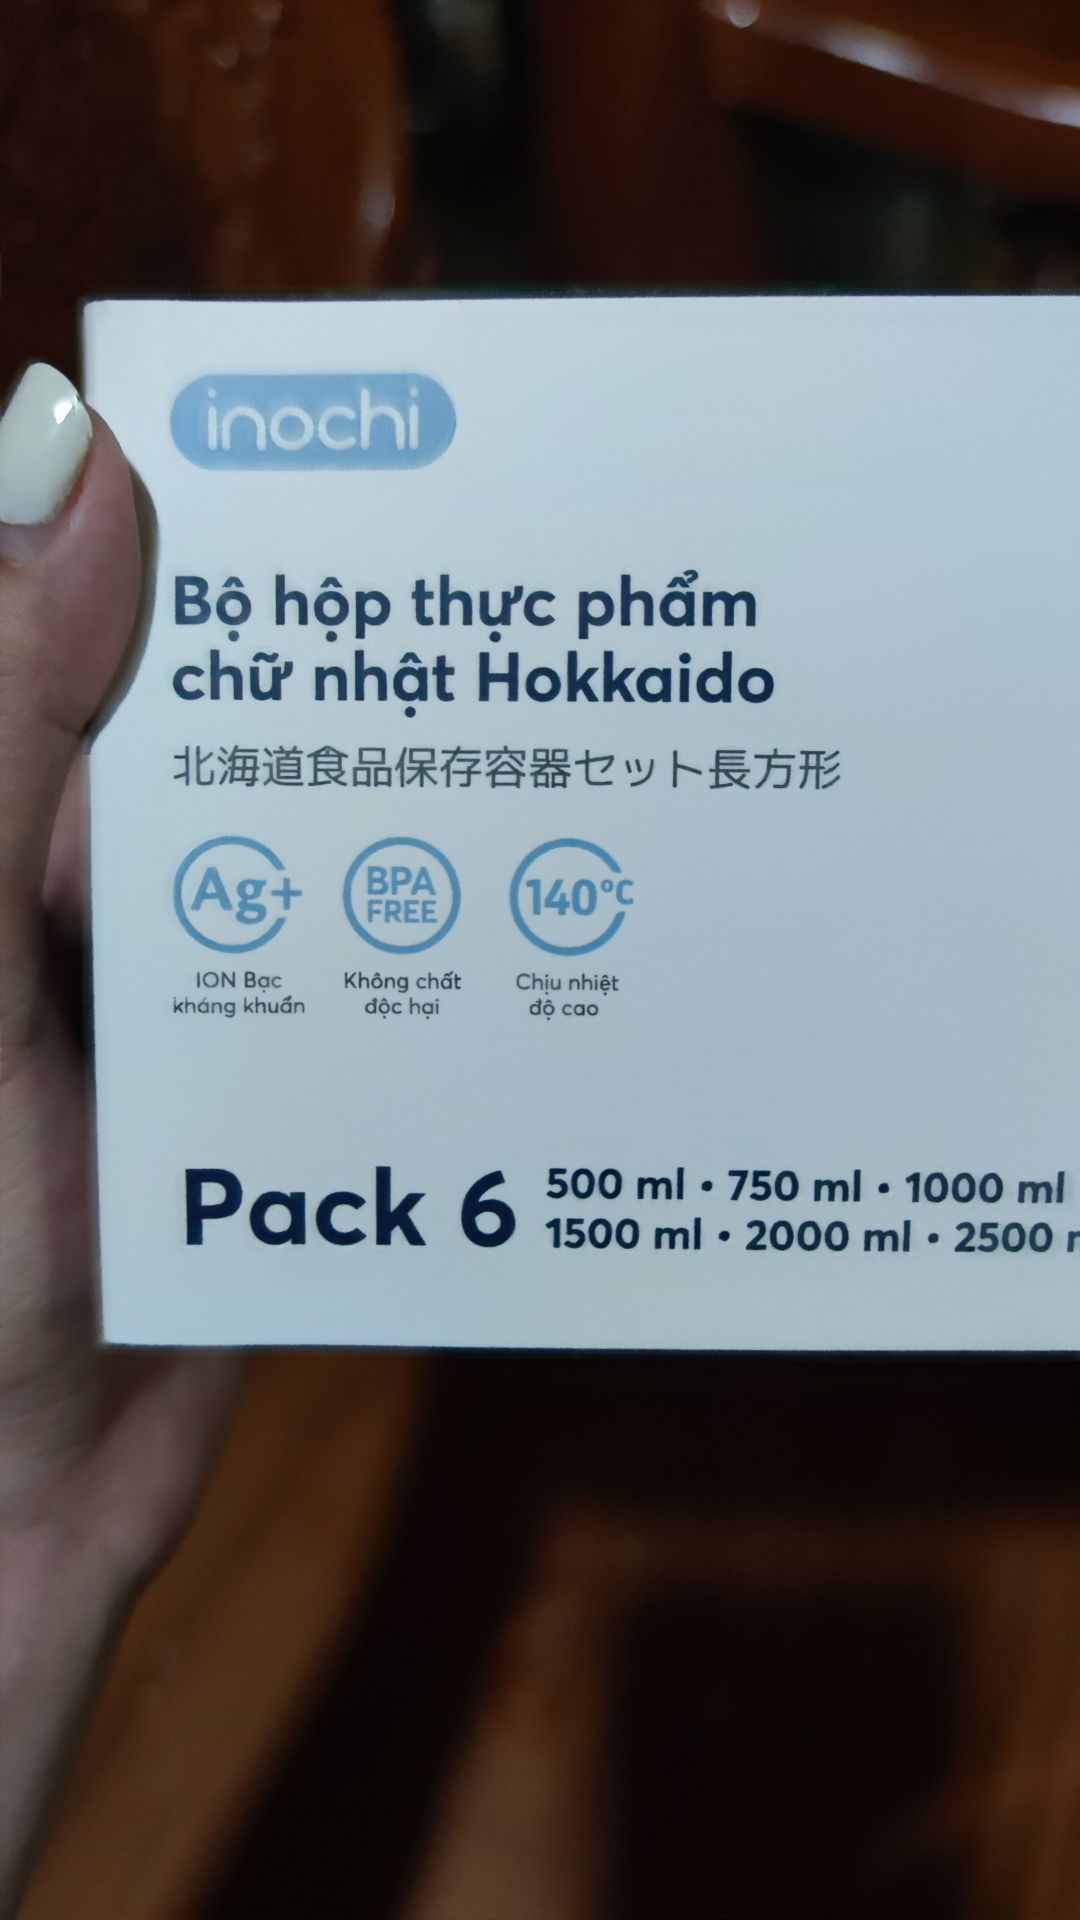 inochi
Bộ hộp thực phẩm
chữ nhật Hokkaido
北海道食品保存容器セット長方形
Ag+
BPA
FREE
140°C
ION Bạc
kháng khuẩn
Không chất
độc hại
Chịu nhiệt
độ cao
Pack 6
500 ml • 750 ml • 1000 ml
1500 ml • 2000 ml • 2500